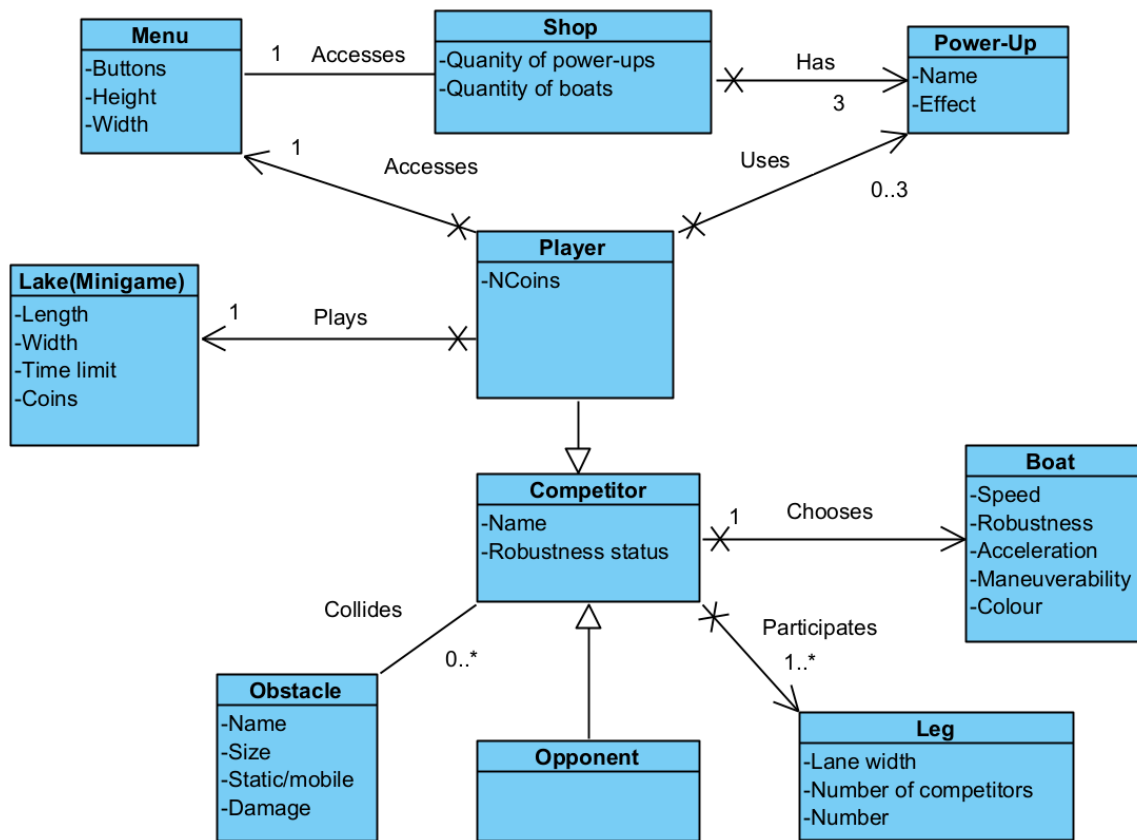 Menu
-Buttons
-Height
-Width
1
Accesses
Shop
-Quanity of power-ups
-Quantity of boats
Has
3
Power-Up
-Name
-Effect
1
Accesses
Uses
0..3
Player
-NCoins
Lake(Minigame)
-Length
-Width
-Time limit
-Coins
1
Plays
Competitor
-Name
-Robustness status
1
Chooses
Boat
-Speed
-Robustness
-Acceleration
-Maneuverability
-Colour
Collides
0..*
Participates
1..*
Obstacle
-Name
-Size
-Static/mobile
-Damage
Opponent
Leg
-Lane width
-Number of competitors
-Number